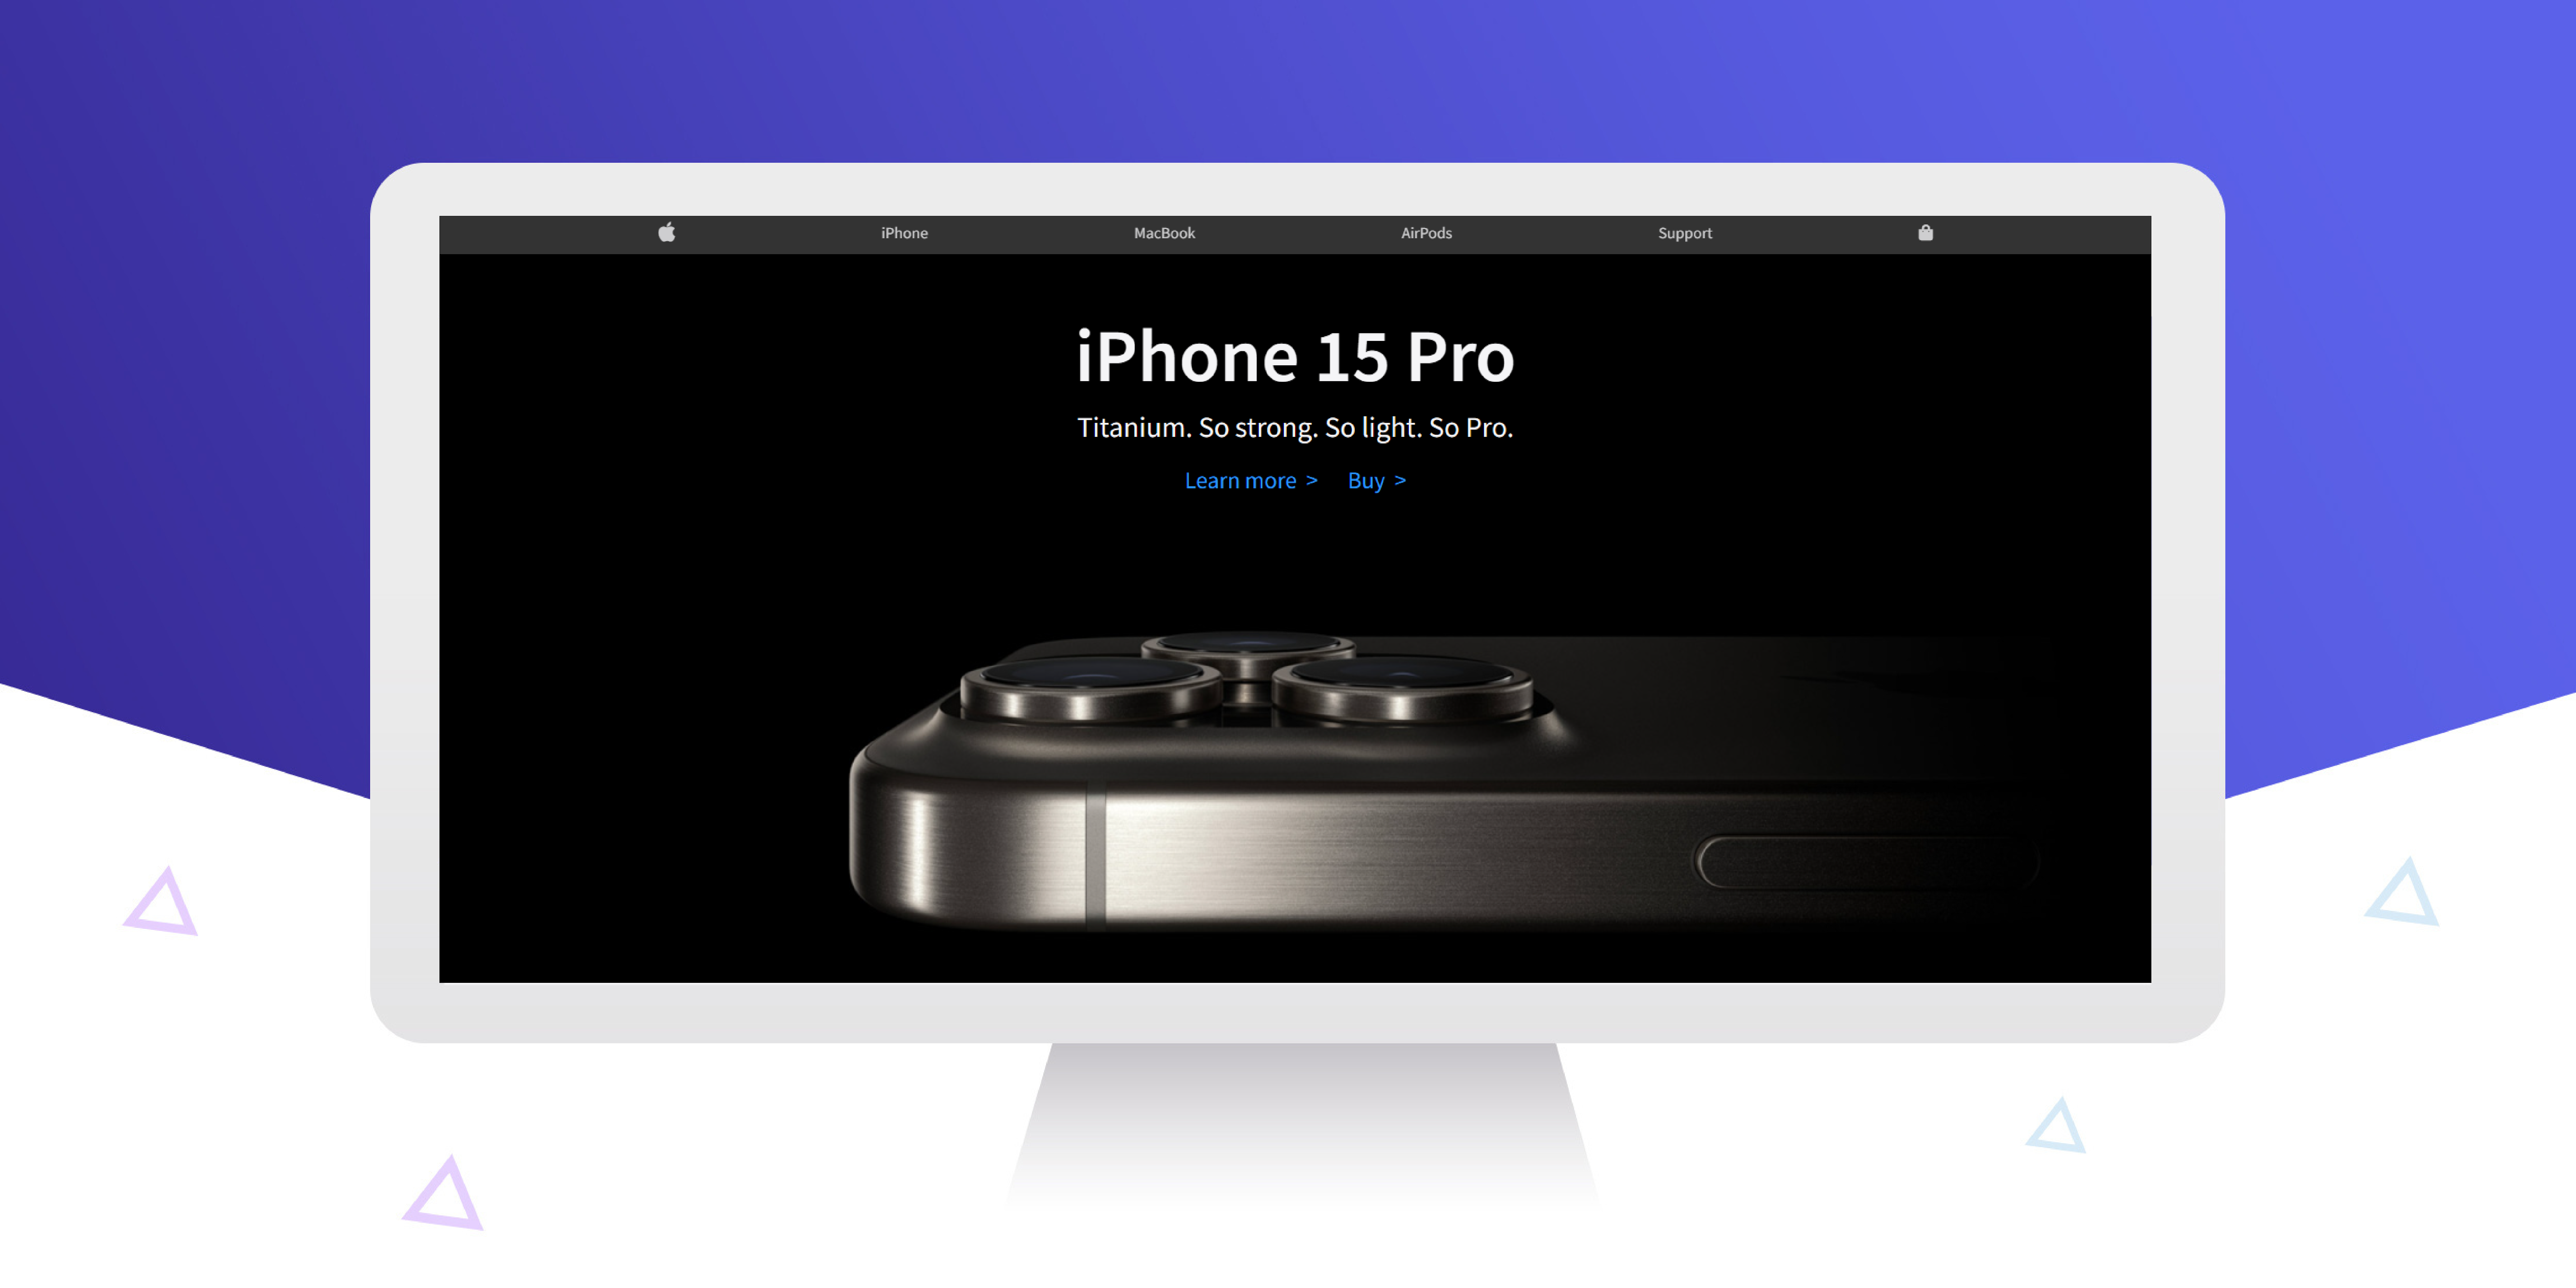 iPhone MacBook AirPods Support
iPhone 15 Pro
Titanium. So strong. So light. So Pro.
Learn more > Buy >